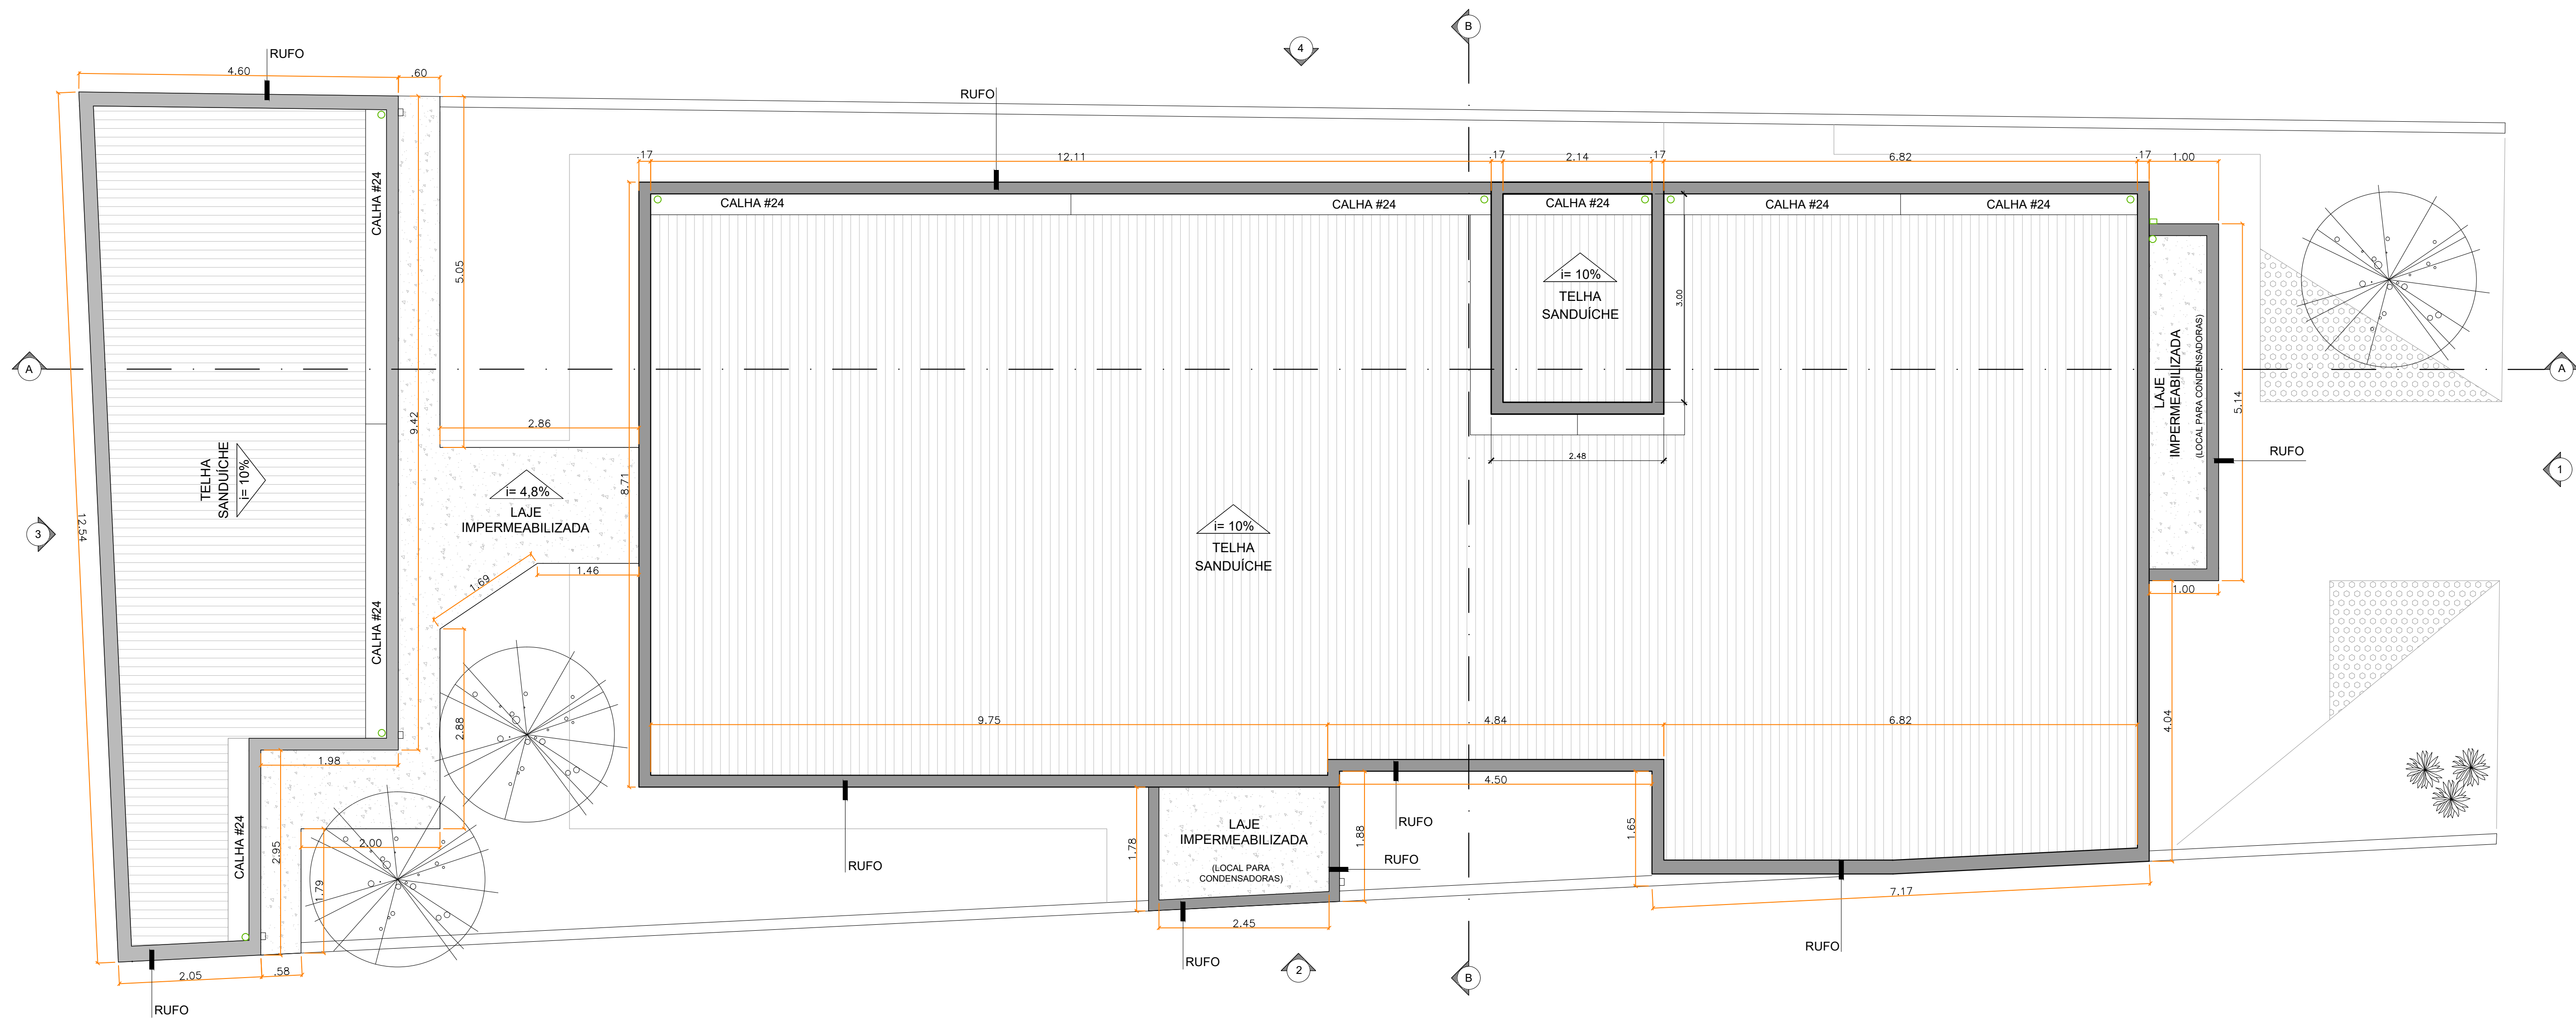 B
4
RUFO
4.60
.60
RUFO
.17
12.11
.17
2.14
.17
6.82
.17
1.00
CALHA #24
CALHA #24
CALHA #24
CALHA #24
CALHA #24
CALHA #24
5.05
i= 10%
TELHA
SANDUÍCHE
3.00
A
A
9.42
LAJE
IMPERMEABILIZADA
(LOCAL PARA CONDENSADORAS)
5.14
2.86
2.48
RUFO
1
TELHA
SANDUÍCHE
i= 10%
8.71
i= 4,8%
LAJE
IMPERMEABILIZADA
12.54
3
i= 10%
TELHA
SANDUÍCHE
1.69
1.46
1.00
CALHA #24
2.88
9.75
4.84
6.82
4.04
1.98
4.50
CALHA #24
2.95
2.00
1.79
1.78
LAJE
IMPERMEABILIZADA
(LOCAL PARA
CONDENSADORAS)
1.88
RUFO
RUFO
1.65
RUFO
7.17
2.45
RUFO
RUFO
2
B
2.05
.58
RUFO